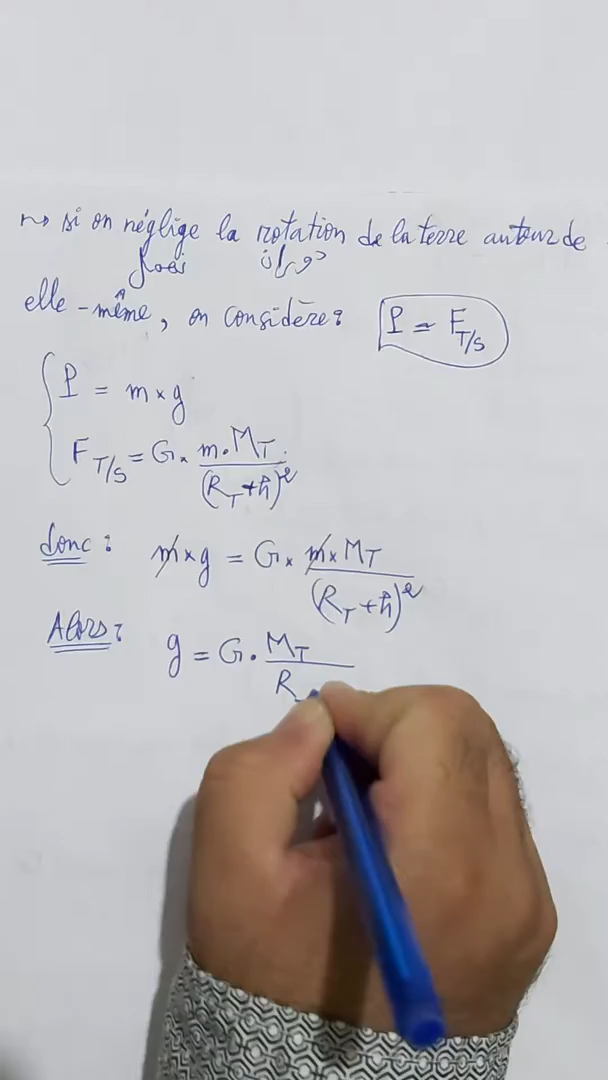 ~> si on néglige la rotation de la terre autour de
دوران
elle-même, on considère : P = F_T/S
P = m × g
F_T/S = G × m . M_T / (R_T + h)²
donc : m × g = G × m × M_T / (R_T + h)²
Alors : g = G . M_T / R